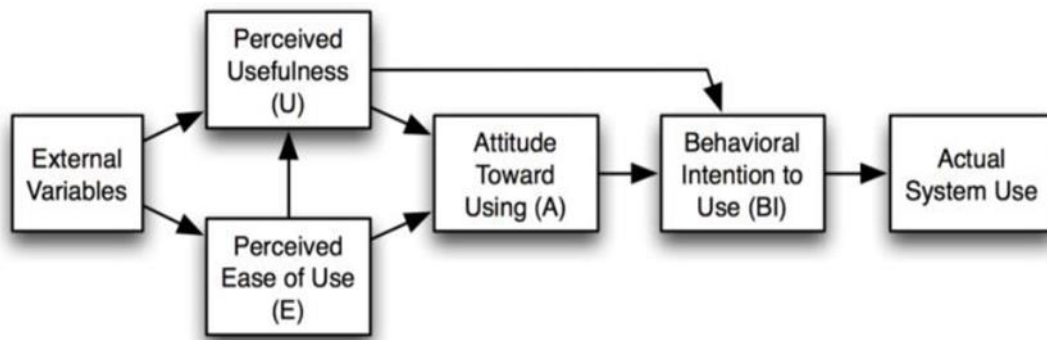 External
Variables
Perceived
Usefulness
(U)
Perceived
Ease of Use
(E)
Attitude
Toward
Using (A)
Behavioral
Intention to
Use (BI)
Actual
System Use